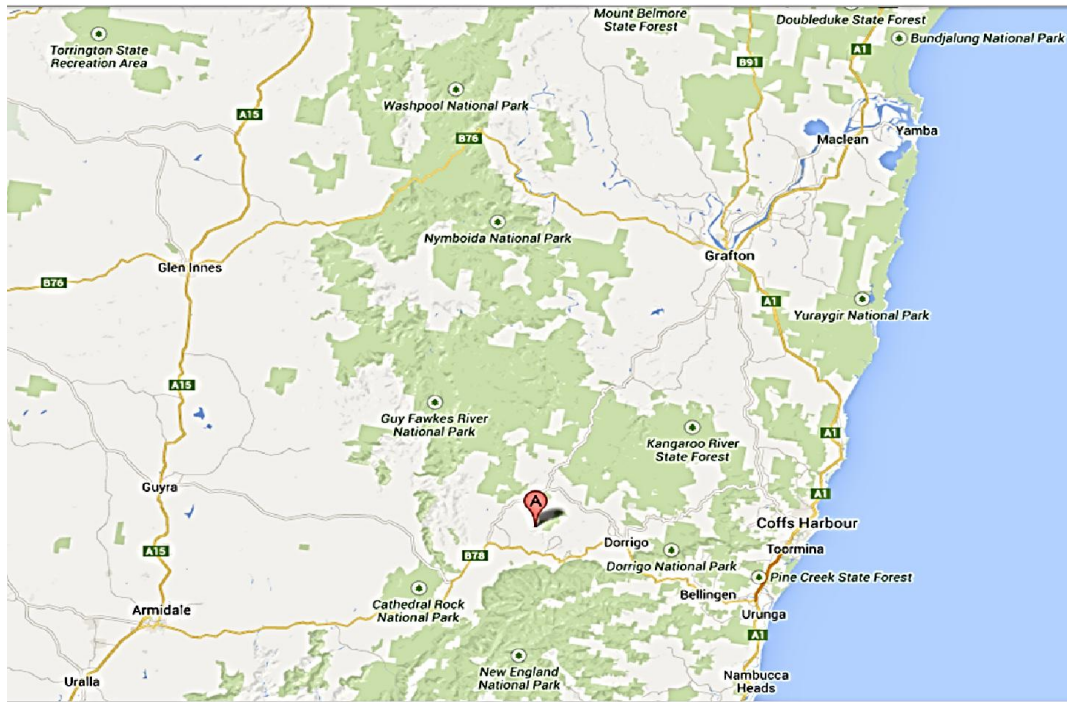 Mount Belmore
State Forest
Doubleduke State Forest
Torrington State
Recreation Area
A1
Bundjalung National Park
B91
Washpool National Park
A15
Yamba
B76
Maclean
Nymboida National Park
Grafton
Glen Innes
B76
A1
Yuraygir National Park
A15
Guy Fawkes River
National Park
A1
Kangaroo River
State Forest
Guyra
A1
A
Coffs Harbour
Dorrigo
A15
B78
Toormina
Dorrigo National Park
Pine Creek State Forest
Cathedral Rock
National Park
Bellingen
Armidale
Urunga
A1
New England
National Park
Nambucca
Heads
Uralla